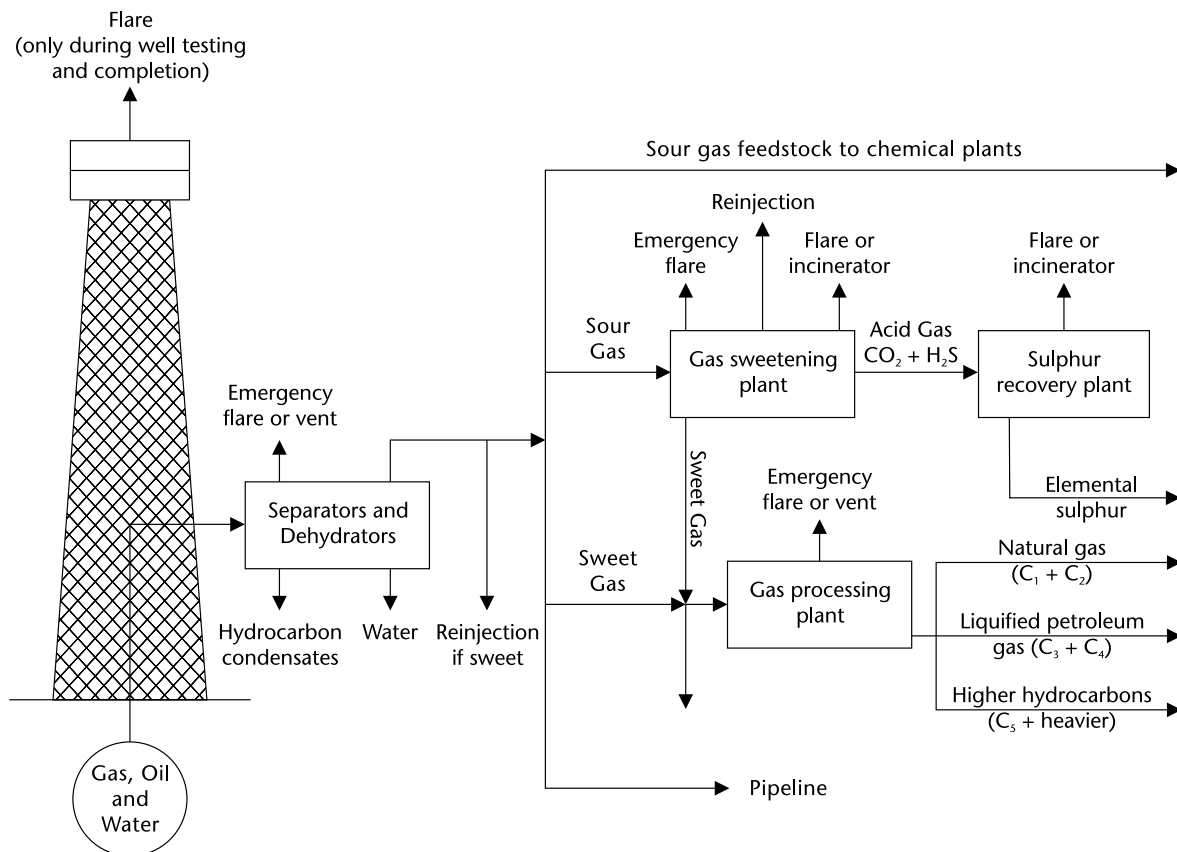 Flare
(only during well testing
and completion)
Sour gas feedstock to chemical plants
Reinjection
Emergency
flare
Flare or
incinerator
Flare or
incinerator
Sour
Gas
Gas sweetening
plant
Acid Gas
CO₂ + H₂S
Sulphur
recovery plant
Emergency
flare or vent
Separators and
Dehydrators
Hydrocarbon
condensates
Water
Reinjection
if sweet
Sweet Gas
Elemental
sulphur
Emergency
flare or vent
Sweet
Gas
Gas processing
plant
Natural gas
(C₁ + C₂)
Liquified petroleum
gas (C₃ + C₄)
Higher hydrocarbons
(C₅ + heavier)
Gas, Oil
and
Water
Pipeline